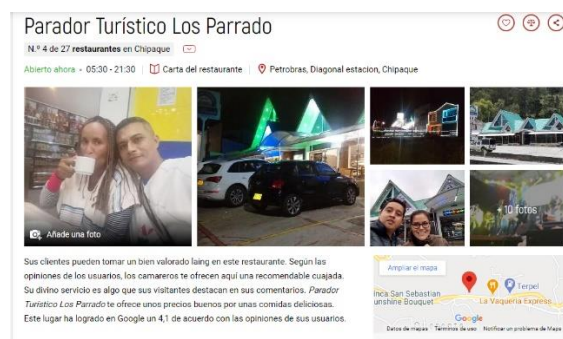 Parador Turístico Los Parrado
N.º 4 de 27 restaurantes en Chipaque
Abierto ahora - 05:30 - 21:30 Carta del restaurante Petrobras, Diagonal estacion, Chipaque
Añade una foto
+ 10 fotos
Sus clientes pueden tomar un bien valorado laing en este restaurante. Según las
opiniones de los usuarios, los camareros te ofrecen aquí una recomendable cuajada.
Su divino servicio es algo que sus visitantes destacan en sus comentarios. Parador
Turístico Los Parrado te ofrece unos precios buenos por unas comidas deliciosas.
Este lugar ha logrado en Google un 4,1 de acuerdo con las opiniones de sus usuarios.
Ampliar el mapa
Terpel
inca San Sebastian
unshine Bouquet
La Vaquería Express
Google
Datos de mapas Términos de uso Notificar un problema de Maps